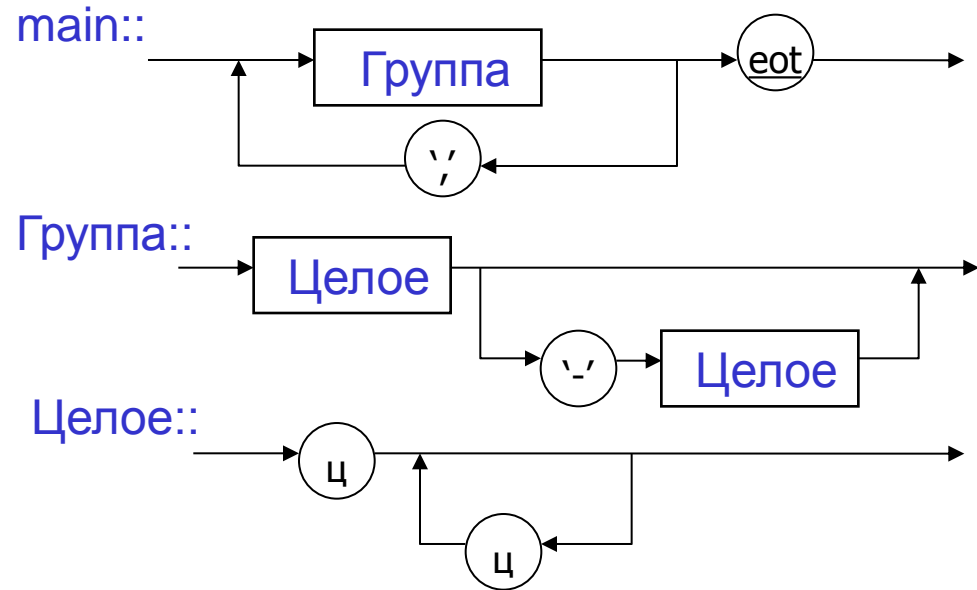 main::
Группа
eot
‛,’
Группа::
Целое
‛-’
Целое
Целое::
ц
ц